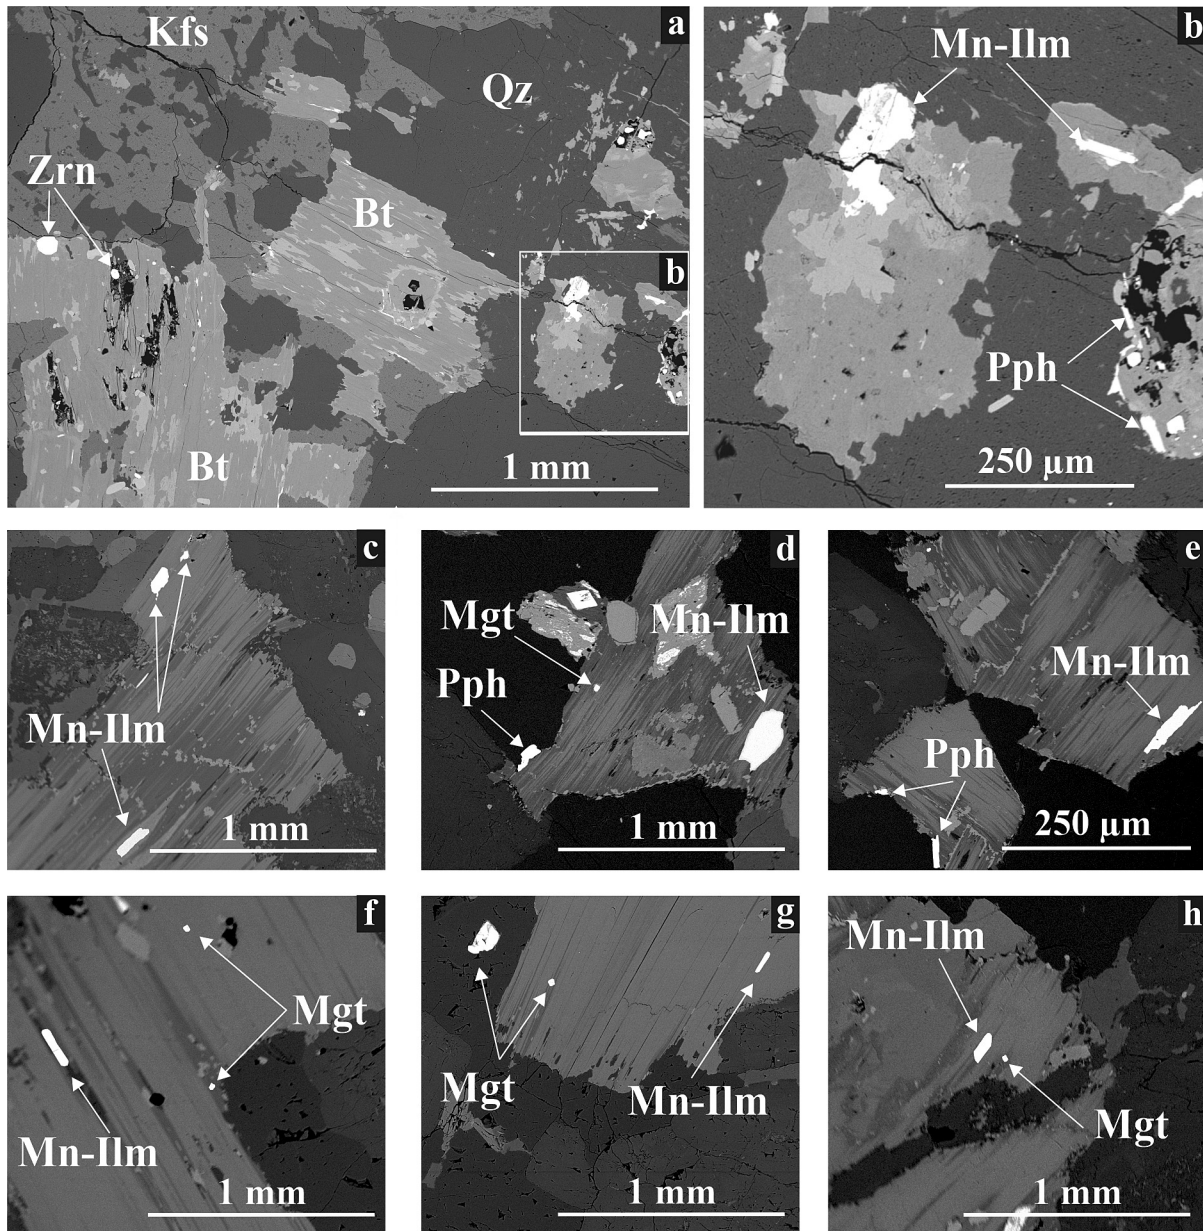 a
Kfs
Qz
Zrn
Bt
b
Bt
1 mm
b
Mn-Ilm
Pph
250 µm
c
Mn-Ilm
1 mm
d
Mgt
Mn-Ilm
Pph
1 mm
e
Mn-Ilm
Pph
250 µm
f
Mgt
Mn-Ilm
1 mm
g
Mgt
Mn-Ilm
1 mm
h
Mn-Ilm
Mgt
1 mm